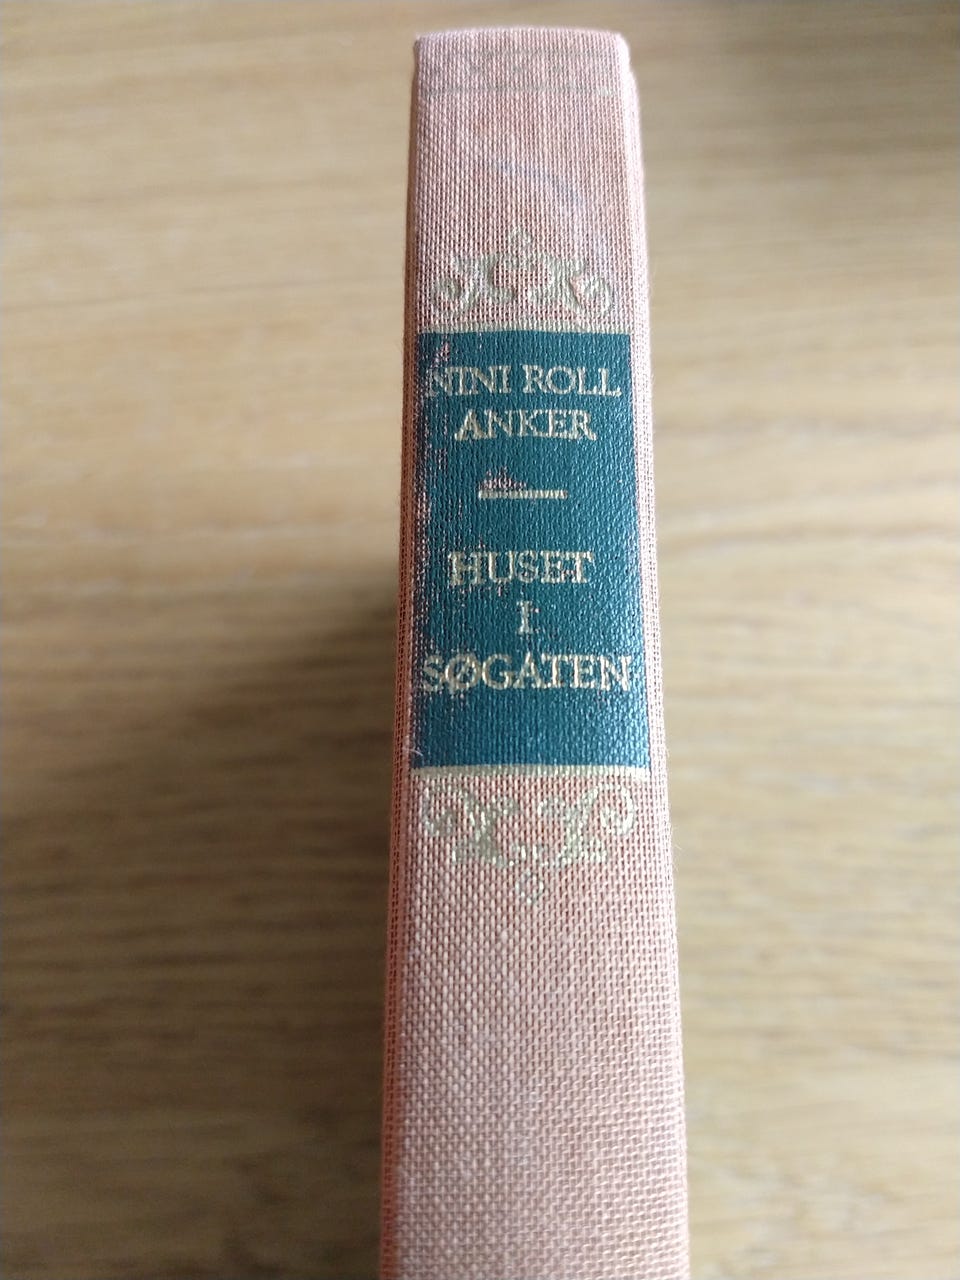 NINI ROLL
ANKER
HUSET
I
SØGATEN